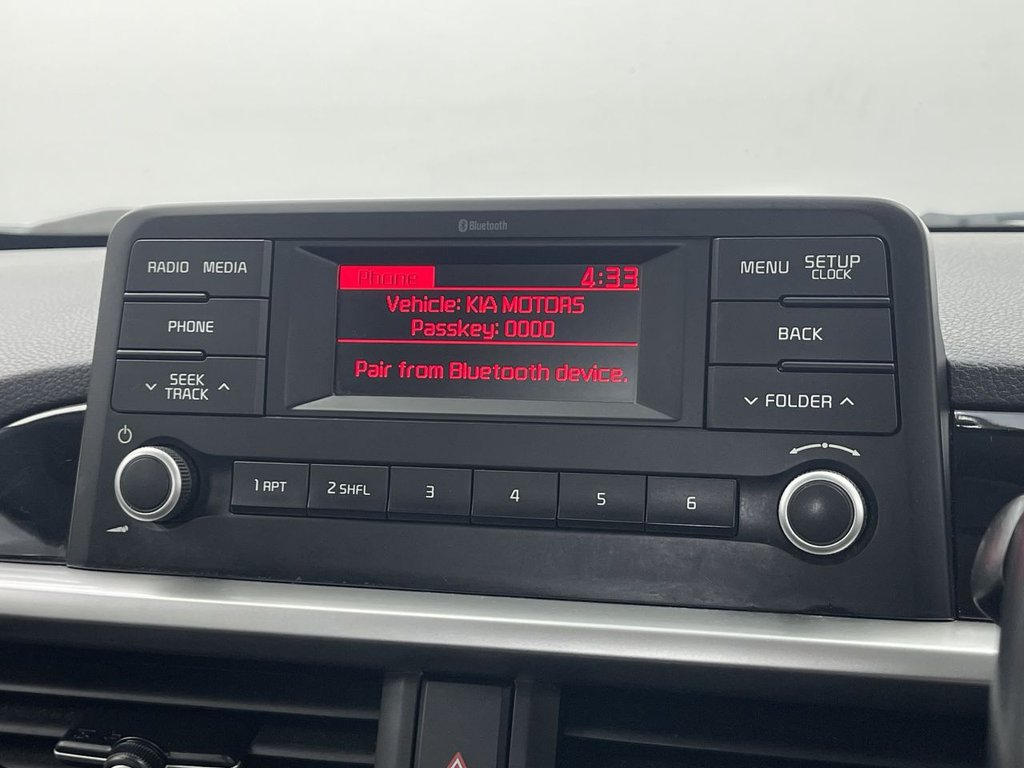 Bluetooth
RADIO MEDIA
PHONE
SEEK
TRACK
Phone 4:33
Vehicle: KIA MOTORS
Passkey: 0000
Pair from Bluetooth device.
MENU SETUP
CLOCK
BACK
FOLDER
1 RPT 2 SHFL 3 4 5 6